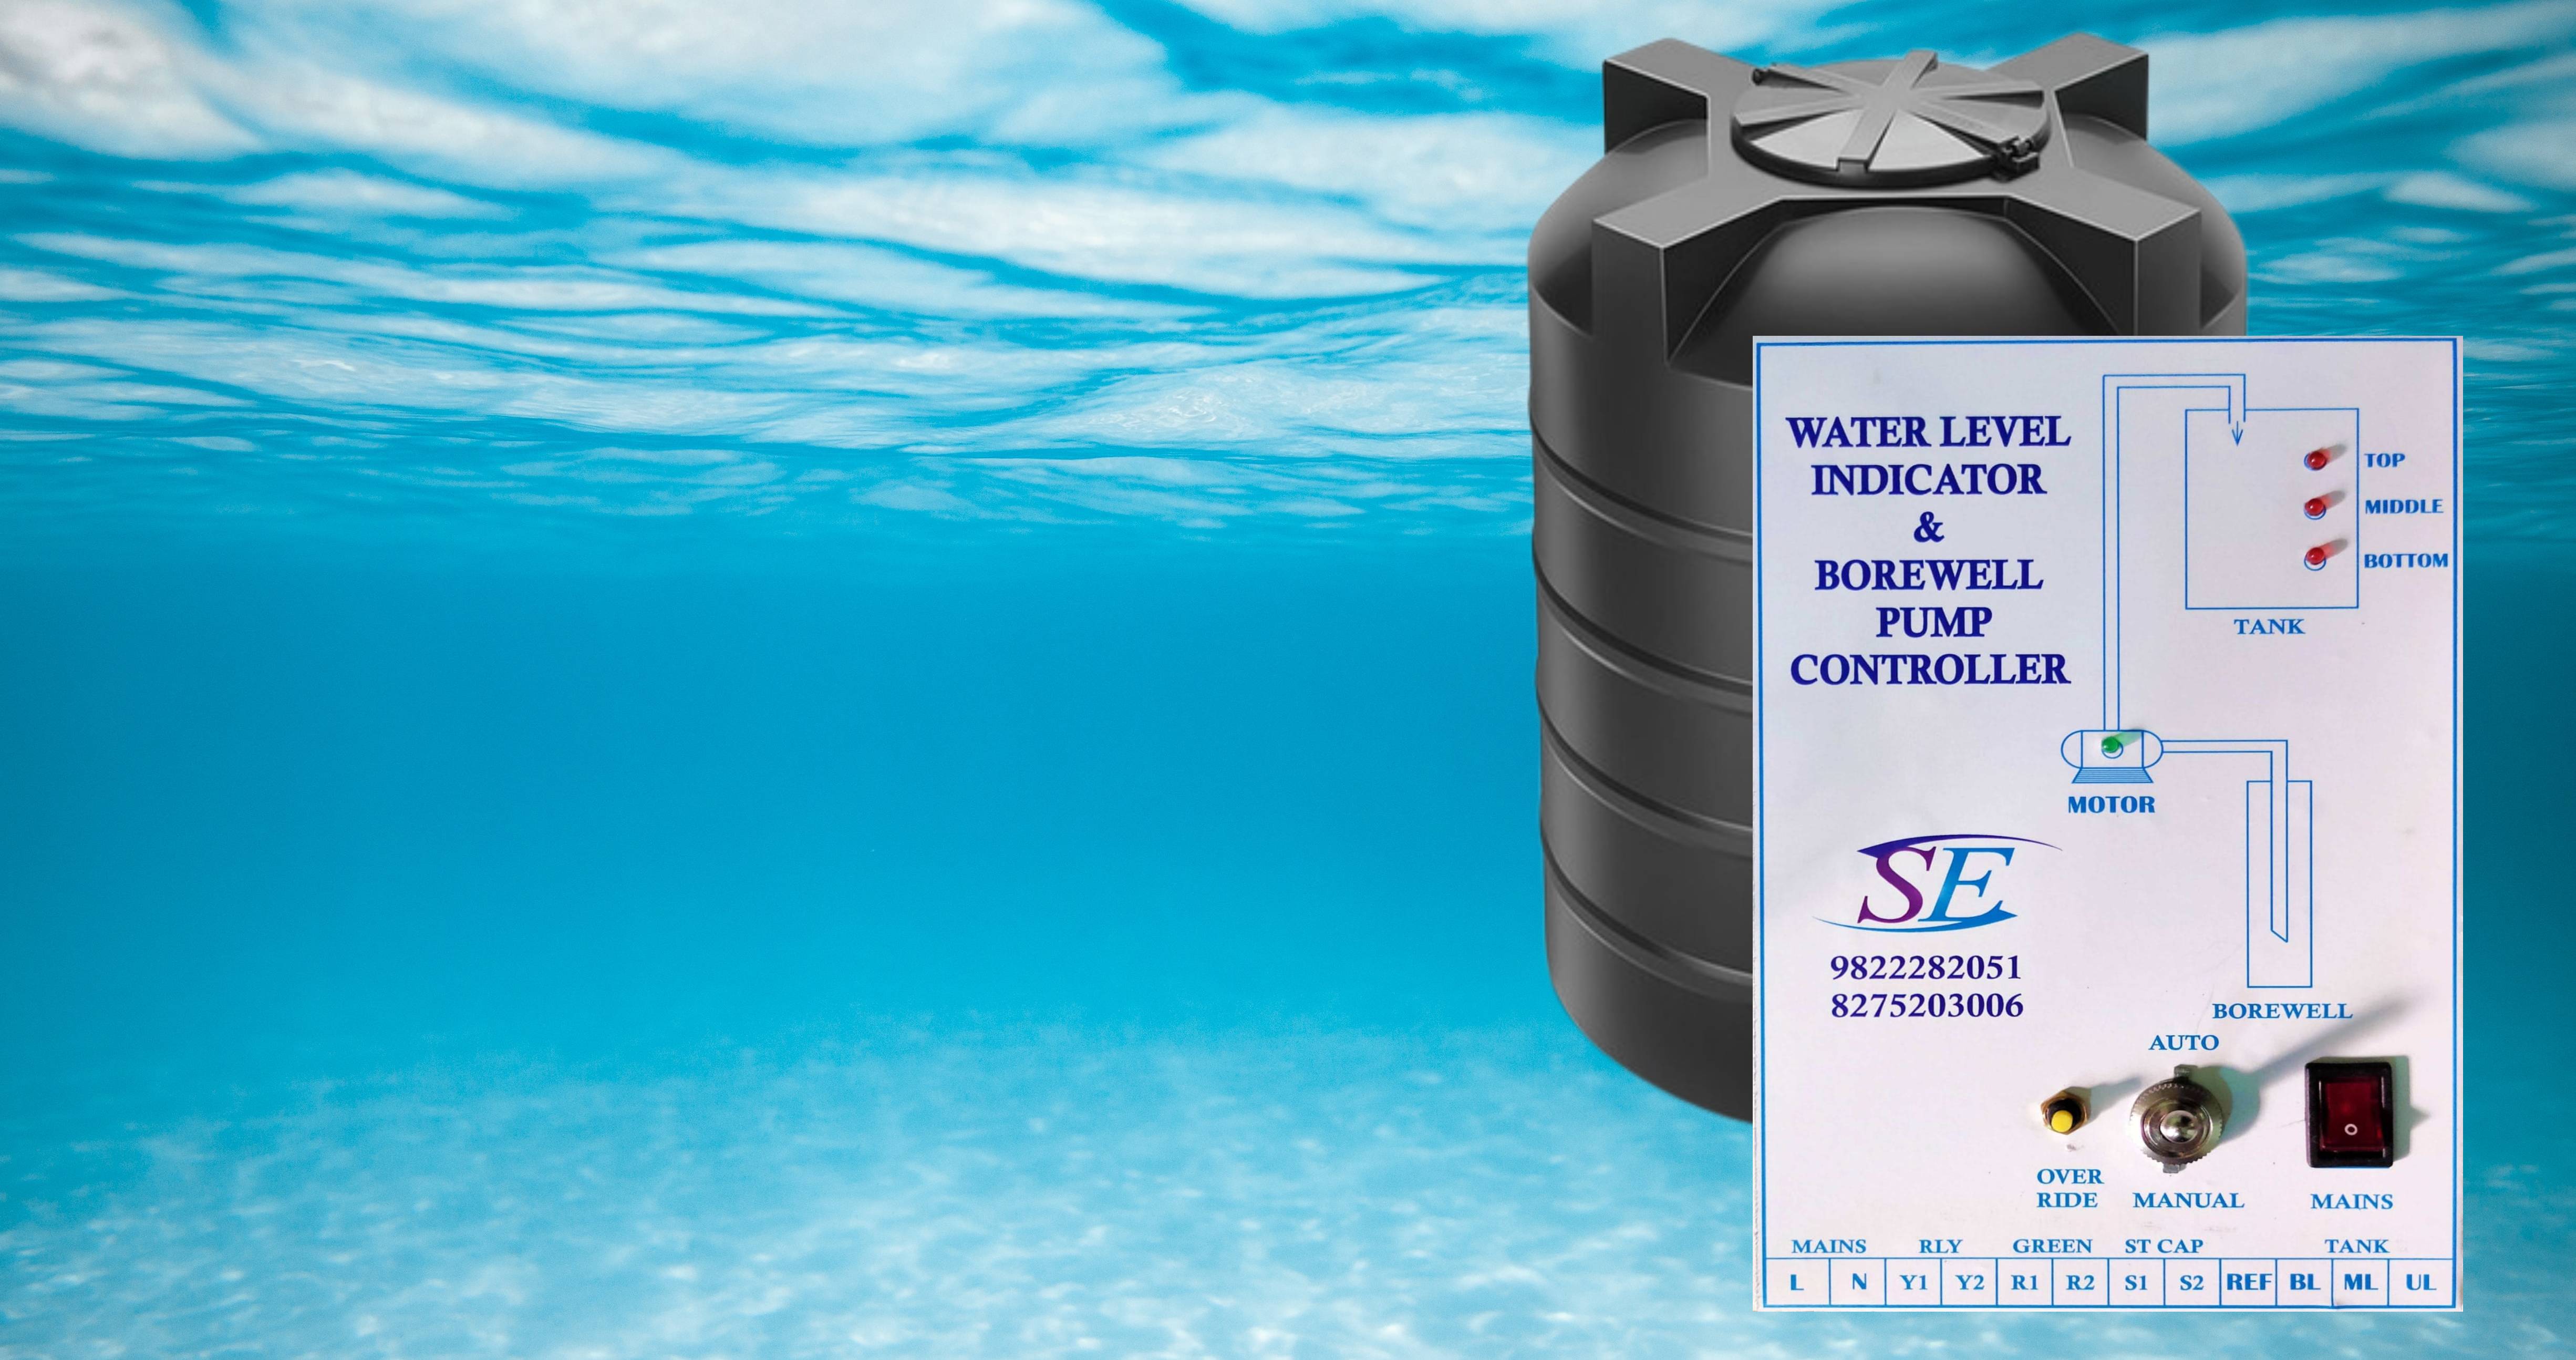 WATER LEVEL
INDICATOR
&
BOREWELL
PUMP
CONTROLLER
TOP
MIDDLE
BOTTOM
TANK
MOTOR
SE
9822282051
8275203006
BOREWELL
AUTO
OVER
RIDE
MANUAL
MAINS
MAINS RLY GREEN ST CAP TANK
L N Y1 Y2 R1 R2 S1 S2 REF BL ML UL